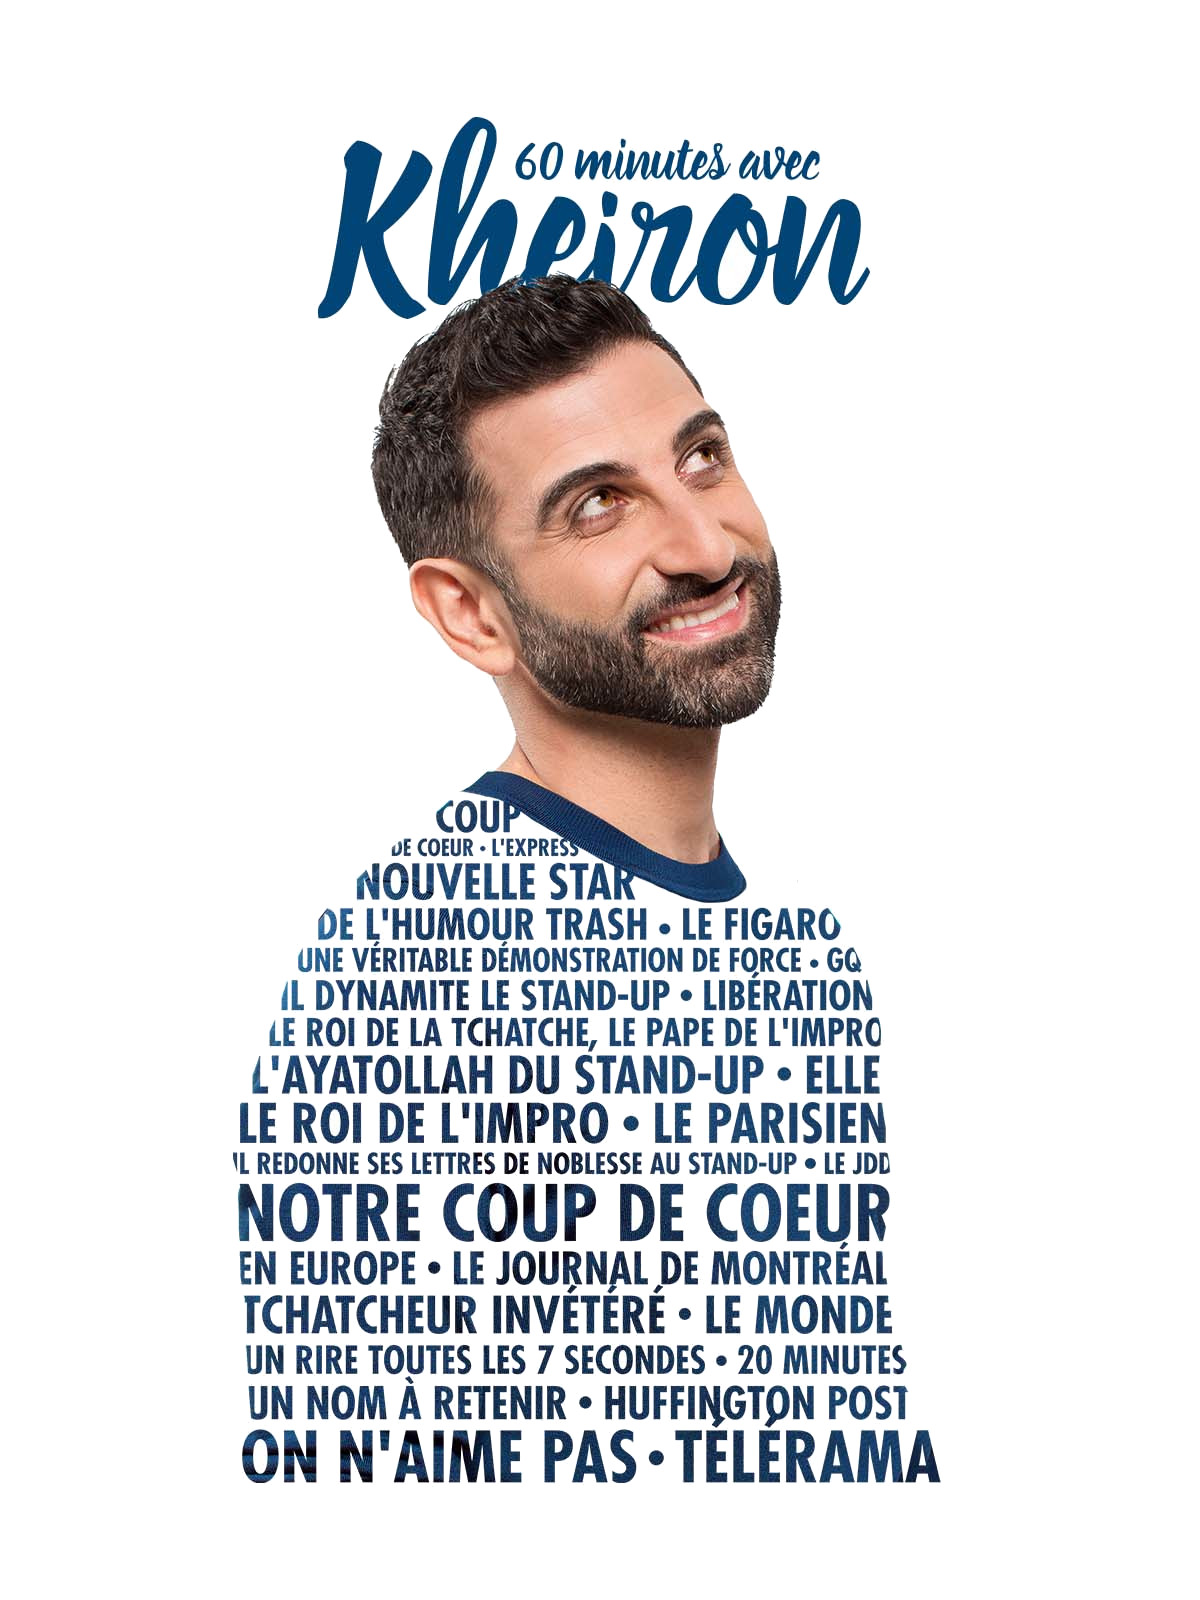 60 minutes avec
Kheiron
COUP
DE COEUR • L'EXPRESS
NOUVELLE STAR
DE L'HUMOUR TRASH • LE FIGARO
UNE VÉRITABLE DÉMONSTRATION DE FORCE • GQ
IL DYNAMITE LE STAND-UP • LIBÉRATION
LE ROI DE LA TCHATCHE, LE PAPE DE L'IMPRO
L'AYATOLLAH DU STAND-UP • ELLE
LE ROI DE L'IMPRO • LE PARISIEN
IL REDONNE SES LETTRES DE NOBLESSE AU STAND-UP • LE JDD
NOTRE COUP DE COEUR
EN EUROPE • LE JOURNAL DE MONTRÉAL
TCHATCHEUR INVÉTÉRÉ • LE MONDE
UN RIRE TOUTES LES 7 SECONDES • 20 MINUTES
UN NOM À RETENIR • HUFFINGTON POST
ON N'AIME PAS • TÉLÉRAMA